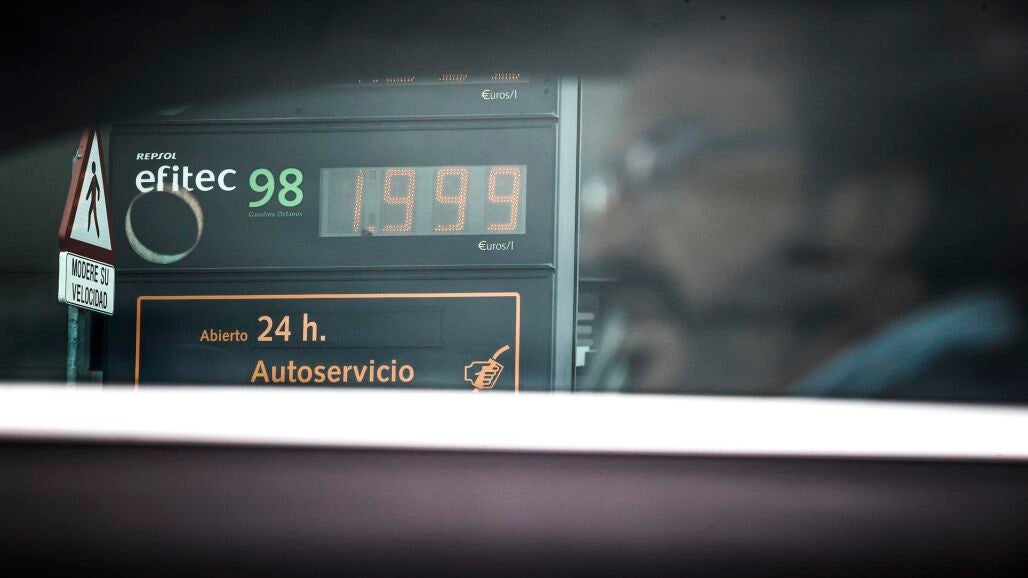 €uros/l
REPSOL
efitec 98
Gasolina Octanos
1.999
€uros/l
MODERE SU
VELOCIDAD
Abierto 24 h.
Autoservicio